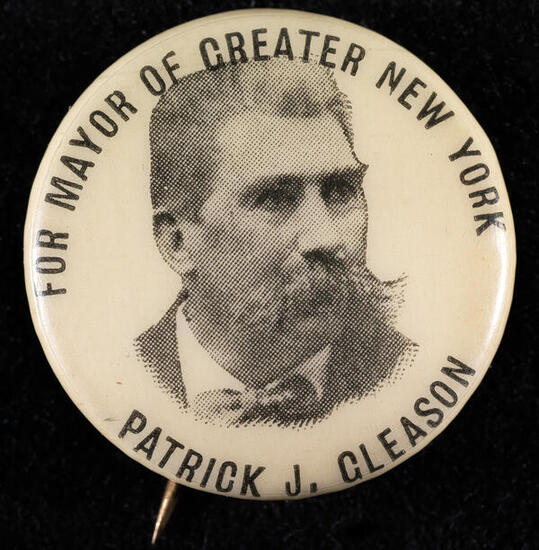 FOR MAYOR OF GREATER NEW YORK
PATRICK J. GLEASON